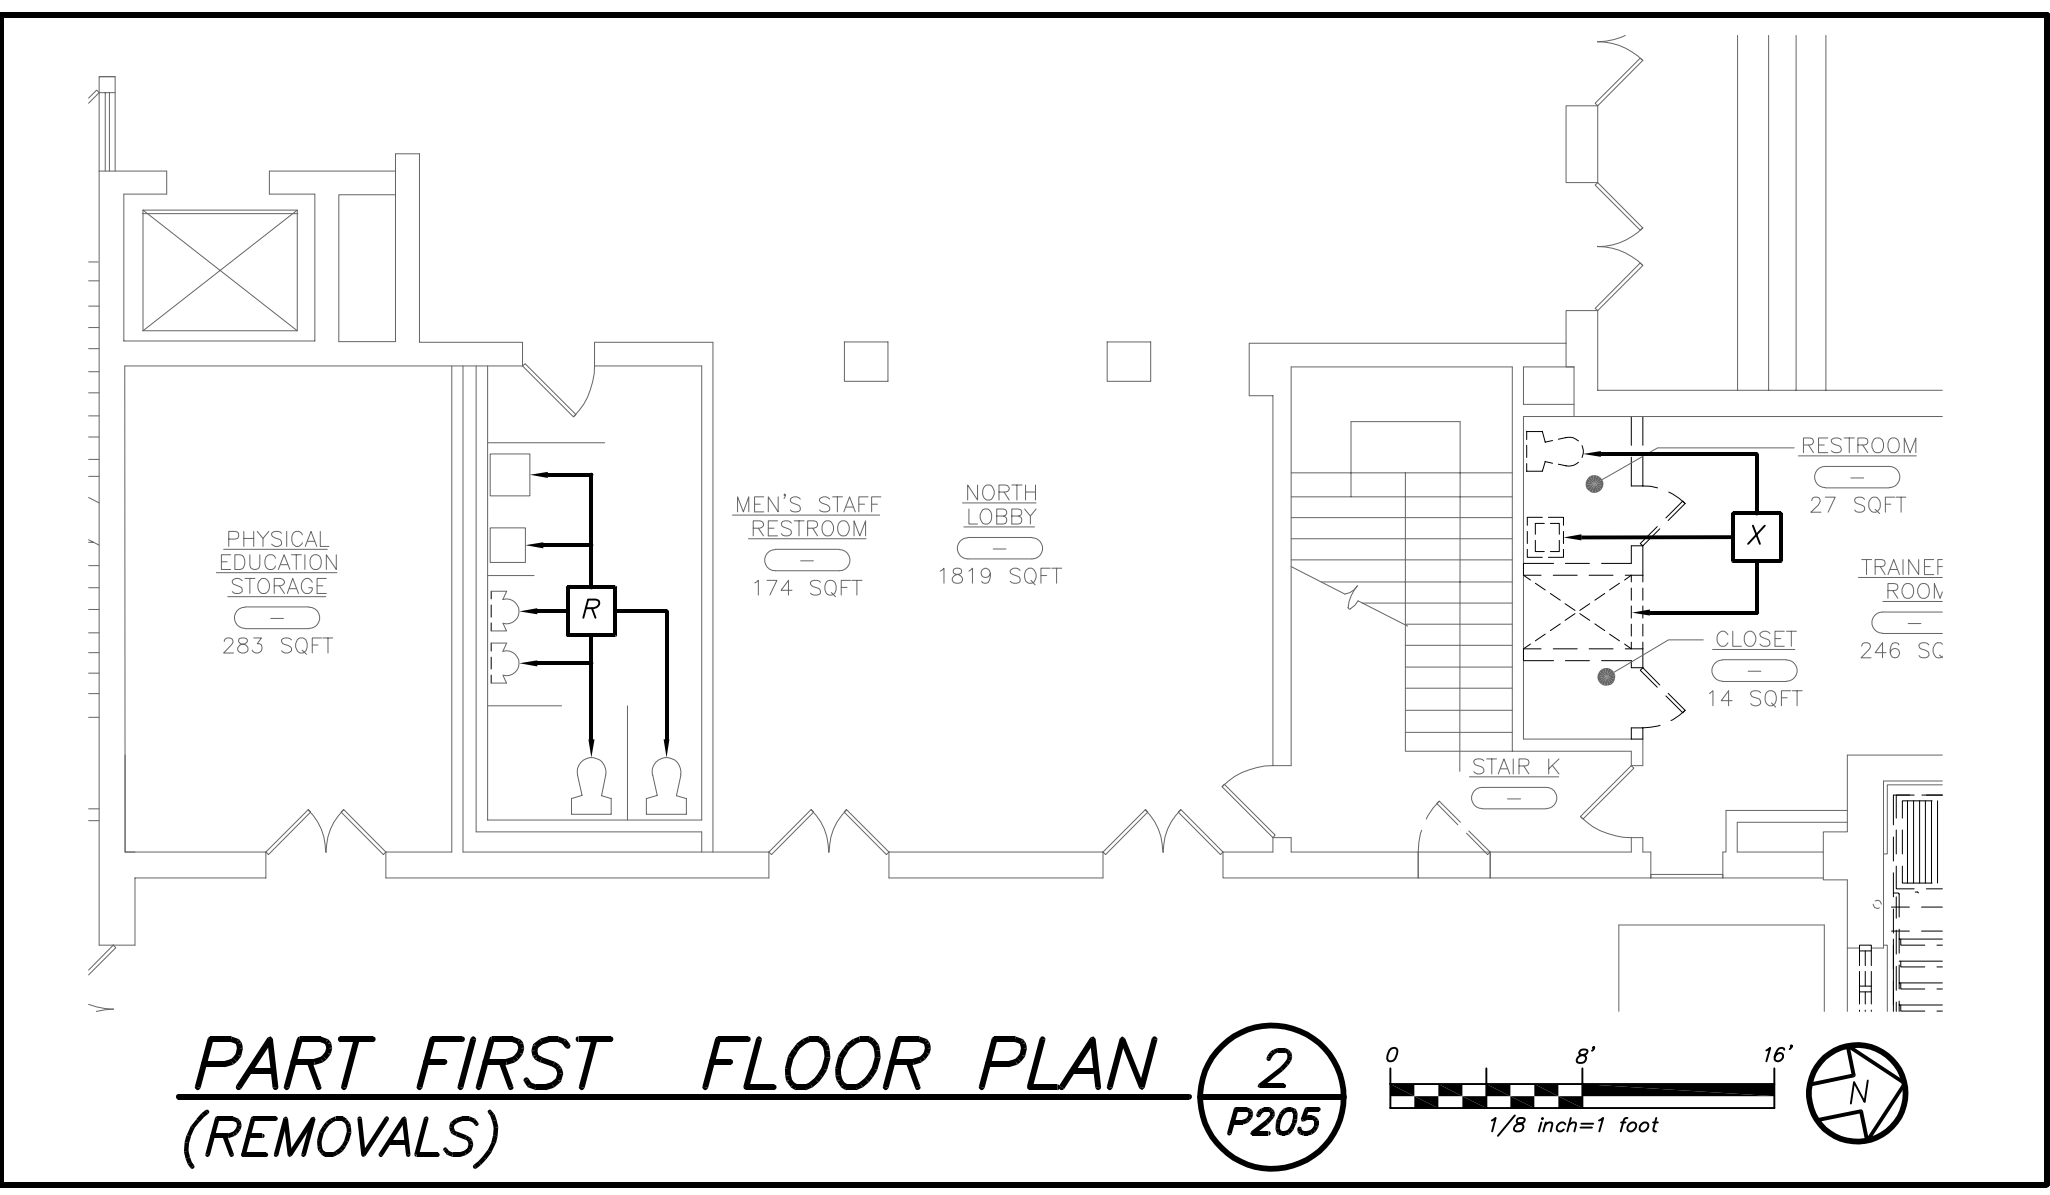 RESTROOM
27 SQFT
MEN'S STAFF
RESTROOM
174 SQFT
NORTH
LOBBY
1819 SQFT
PHYSICAL
EDUCATION
STORAGE
283 SQFT
R
X
TRAINER
ROOM
246 SQ
CLOSET
14 SQFT
STAIR K
PART FIRST FLOOR PLAN
(REMOVALS)
2
P205
0 8' 16'
1/8 inch=1 foot
N